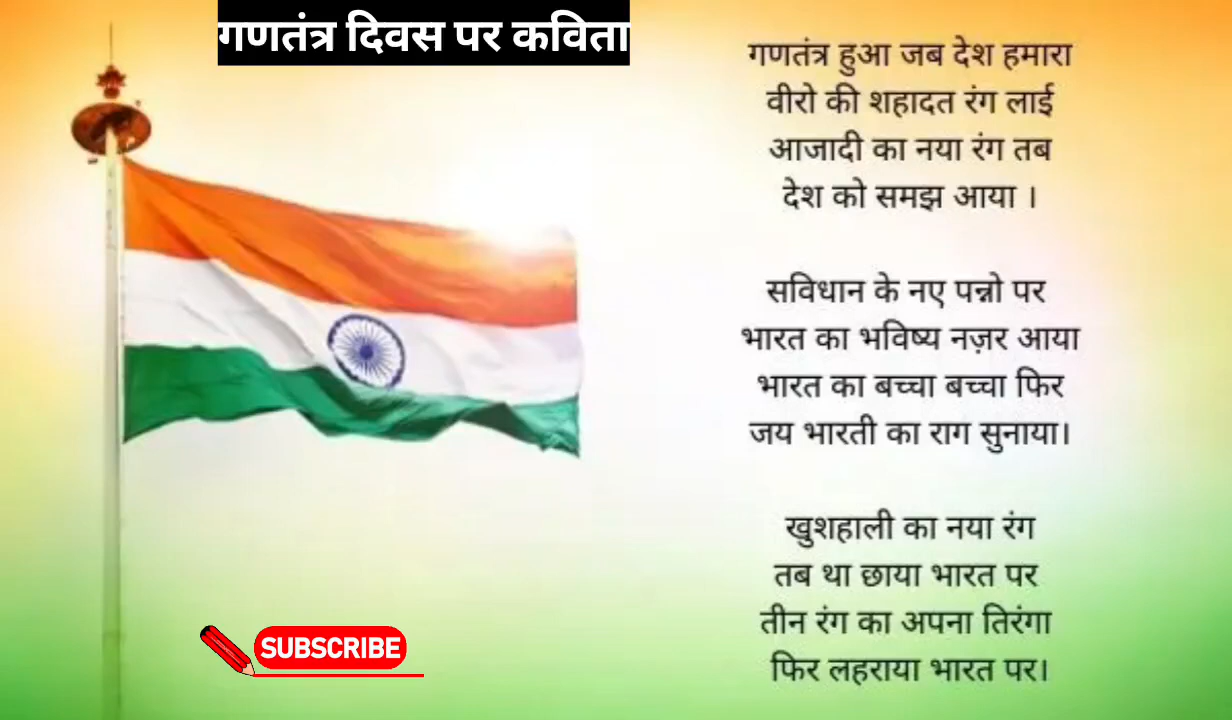 गणतंत्र दिवस पर कविता
गणतंत्र हुआ जब देश हमारा
वीरो की शहादत रंग लाई
आजादी का नया रंग तब
देश को समझ आया ।
सविधान के नए पन्नो पर
भारत का भविष्य नज़र आया
भारत का बच्चा बच्चा फिर
जय भारती का राग सुनाया।
खुशहाली का नया रंग
तब था छाया भारत पर
तीन रंग का अपना तिरंगा
फिर लहराया भारत पर।
SUBSCRIBE